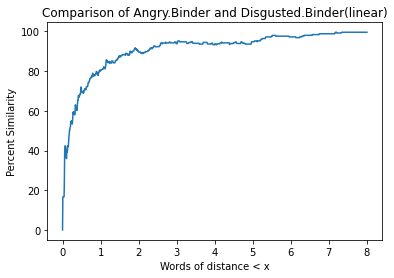 Comparison of Angry.Binder and Disgusted.Binder(linear)
100
80
60
40
20
0
Percent Similarity
0 1 2 3 4 5 6 7 8
Words of distance < x